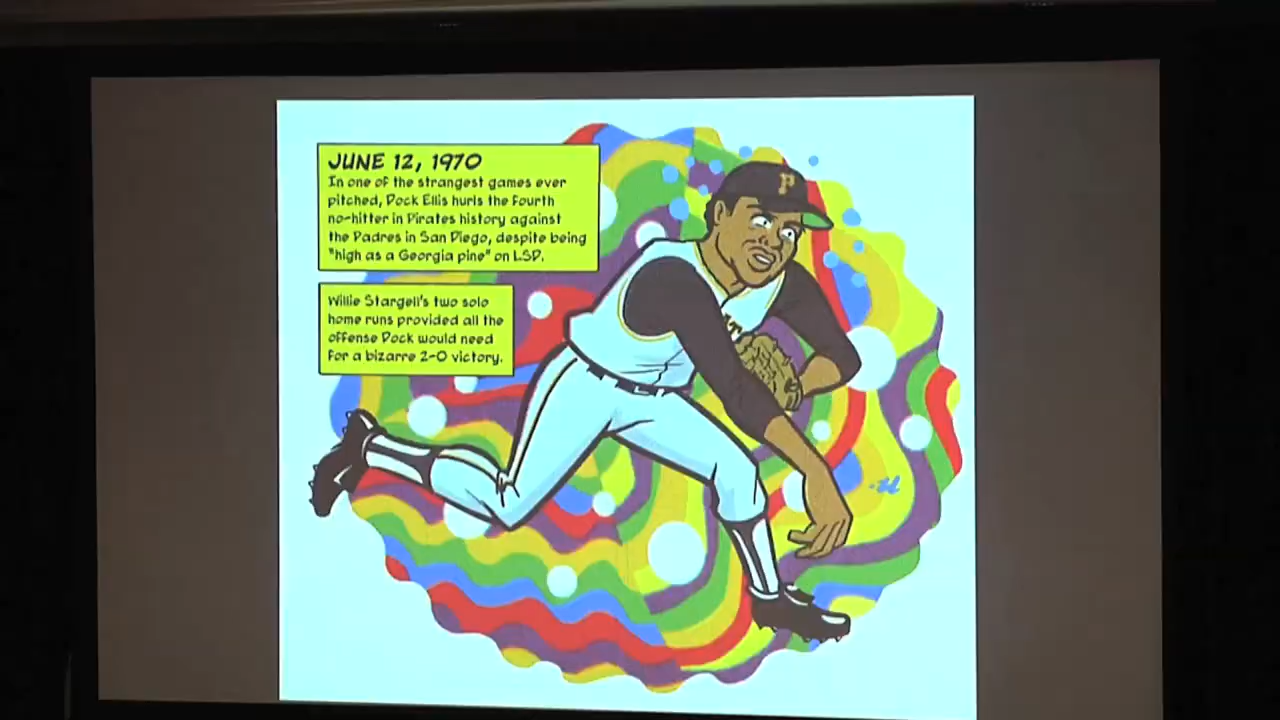 JUNE 12, 1970
In one of the strangest games ever
pitched, Dock Ellis hurls the fourth
no-hitter in Pirates history against
the Padres in San Diego, despite being
"high as a Georgia pine" on LSD.
Willie Stargell's two solo
home runs provided all the
offense Dock would need
for a bizarre 2-0 victory.
P